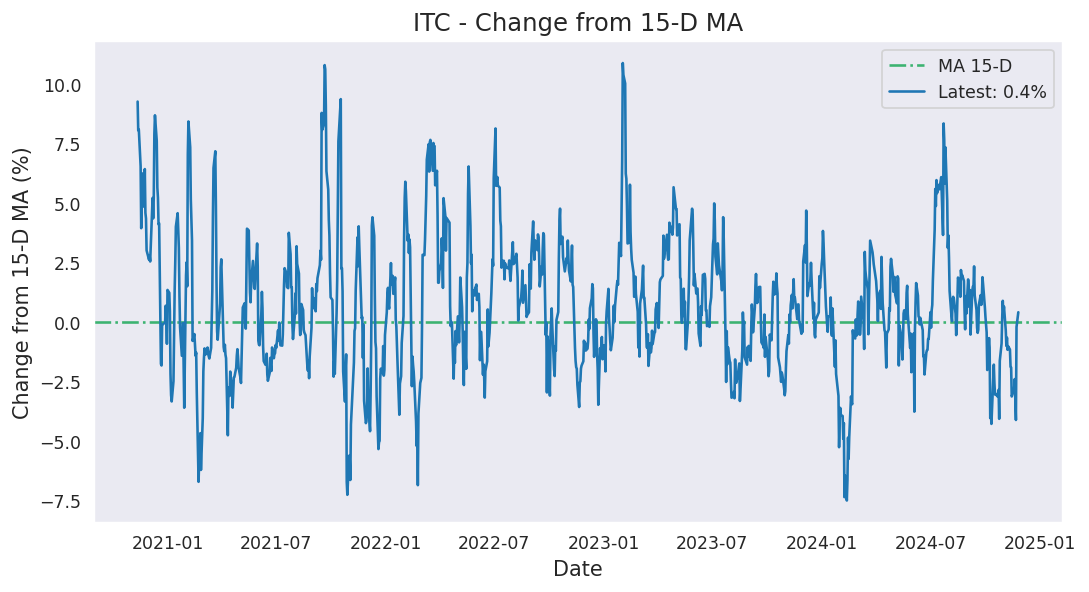 ITC - Change from 15-D MA
MA 15-D
Latest: 0.4%
Change from 15-D MA (%)
10.0
7.5
5.0
2.5
0.0
−2.5
−5.0
−7.5
2021-01 2021-07 2022-01 2022-07 2023-01 2023-07 2024-01 2024-07 2025-01
Date